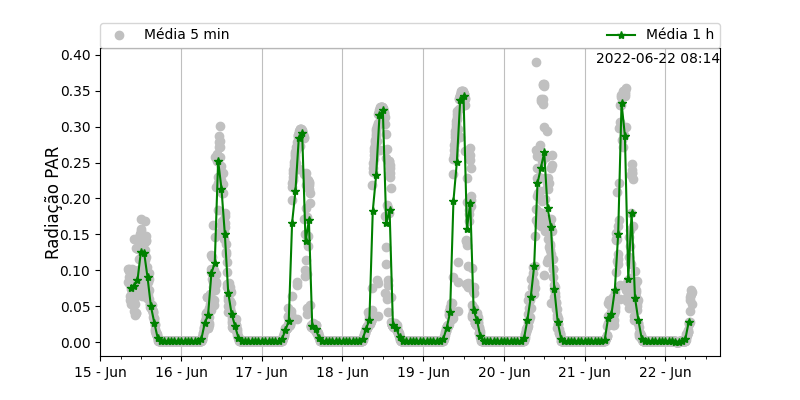 Média 5 min
Média 1 h
2022-06-22 08:14
Radiação PAR
0.40
0.35
0.30
0.25
0.20
0.15
0.10
0.05
0.00
15 - Jun
16 - Jun
17 - Jun
18 - Jun
19 - Jun
20 - Jun
21 - Jun
22 - Jun